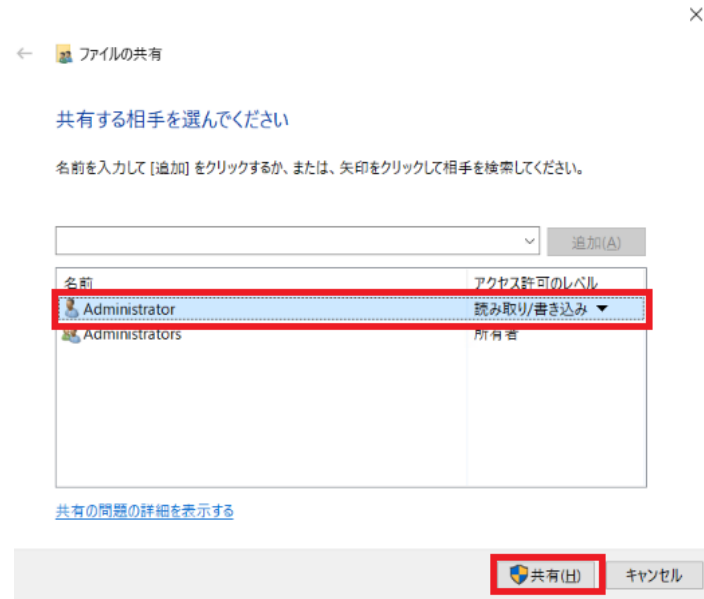 ファイルの共有
共有する相手を選んでください
名前を入力して [追加] をクリックするか、または、矢印をクリックして相手を検索してください。
追加(A)
名前 アクセス許可のレベル
Administrator 読み取り/書き込み
Administrators 所有者
共有の問題の詳細を表示する
共有(H) キャンセル